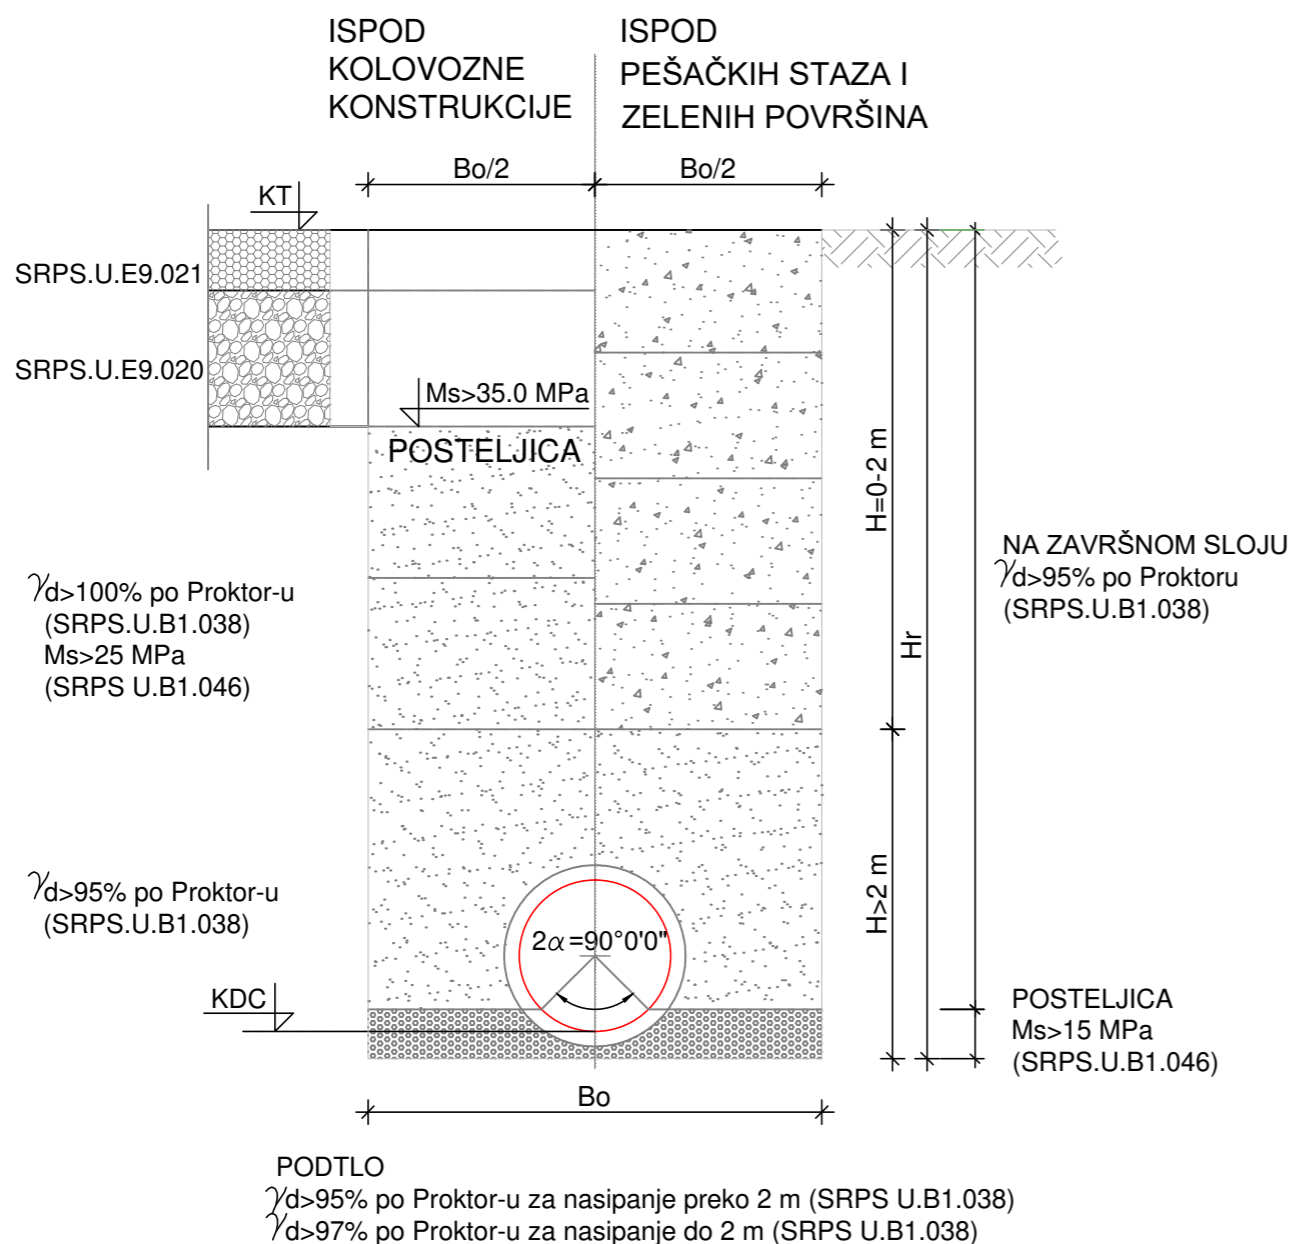 ISPOD
KOLOVOZNE
KONSTRUKCIJE
ISPOD
PEŠAČKIH STAZA I
ZELENIH POVRŠINA
Bo/2
Bo/2
KT
SRPS.U.E9.021
SRPS.U.E9.020
Ms>35.0 MPa
POSTELJICA
H=0-2 m
Hr
NA ZAVRŠNOM SLOJU
γd>95% po Proktoru
(SRPS.U.B1.038)
γd>100% po Proktor-u
(SRPS.U.B1.038)
Ms>25 MPa
(SRPS U.B1.046)
γd>95% po Proktor-u
(SRPS.U.B1.038)
H>2 m
2α=90°0'0"
KDC
POSTELJICA
Ms>15 MPa
(SRPS.U.B1.046)
Bo
PODTLO
γd>95% po Proktor-u za nasipanje preko 2 m (SRPS U.B1.038)
γd>97% po Proktor-u za nasipanje do 2 m (SRPS U.B1.038)